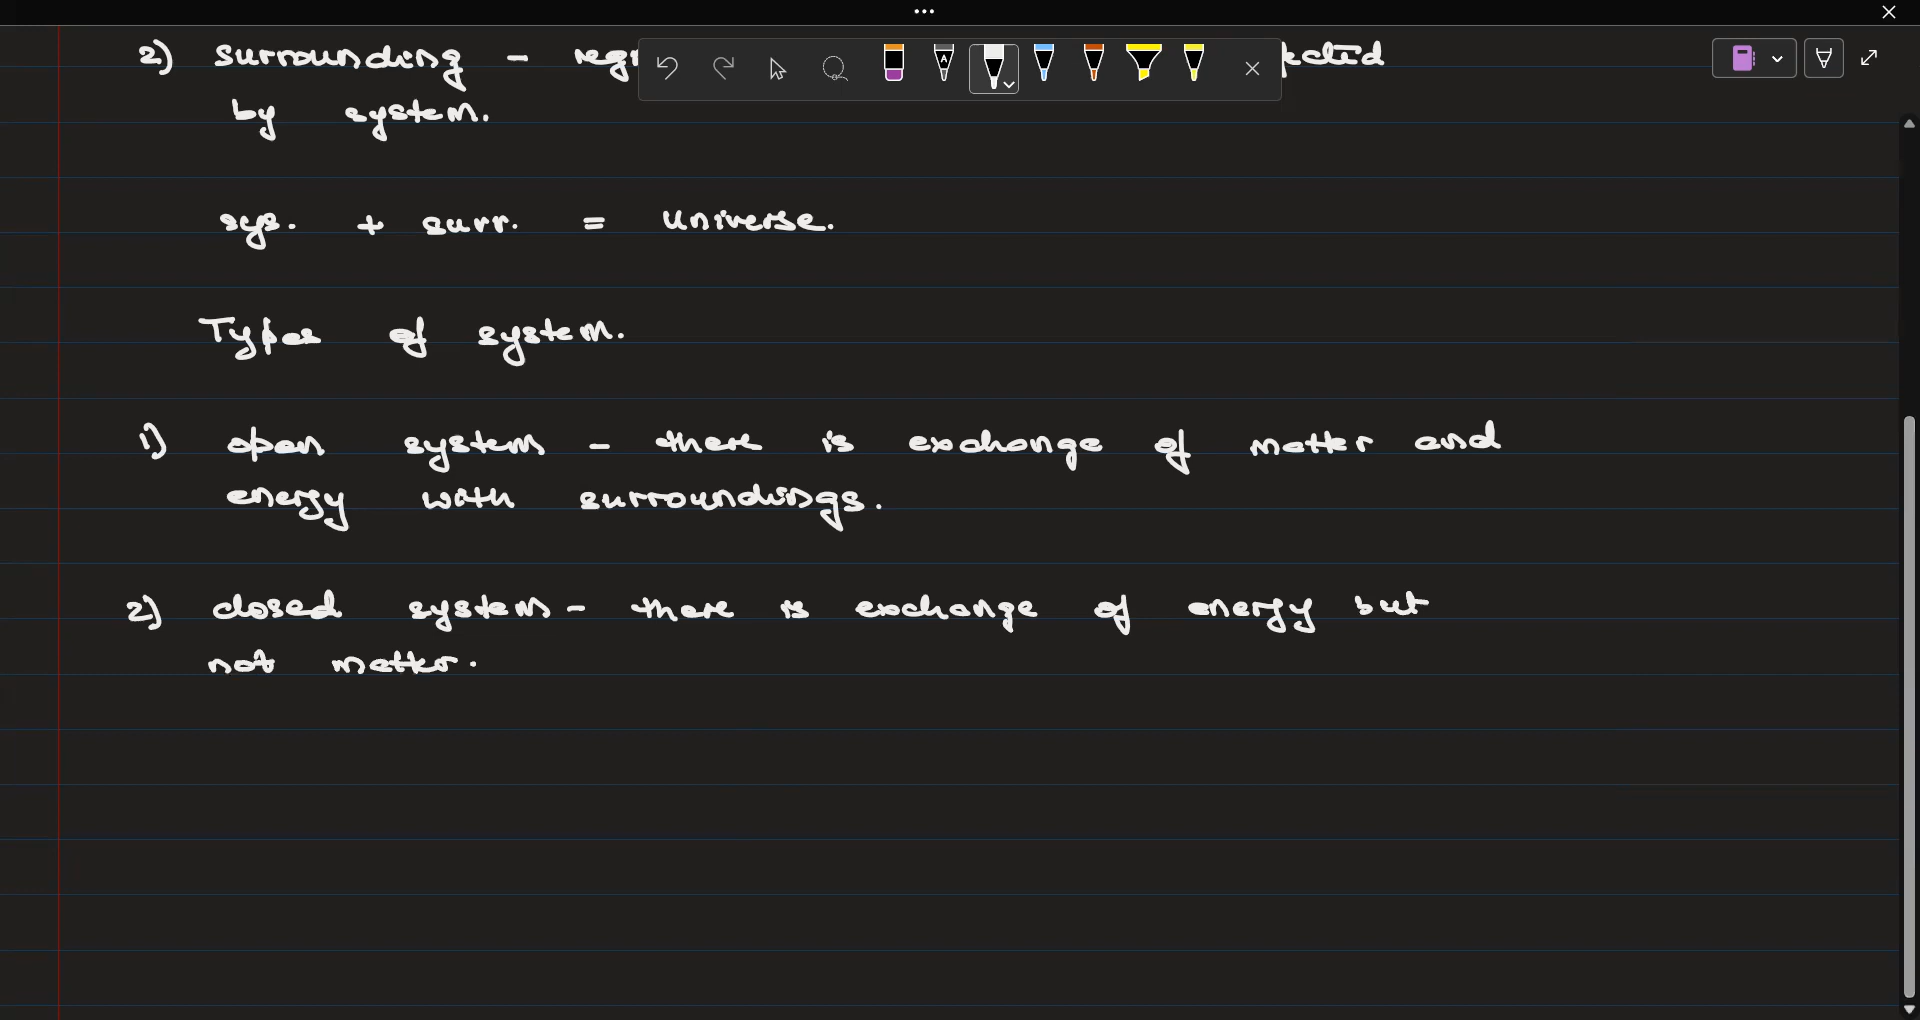 2) surrounding - by system.
sys. + surr. = universe.
Types of system.
1) open system - there is exchange of matter and
energy with surroundings.
2) closed system - there is exchange of energy but
not matter.